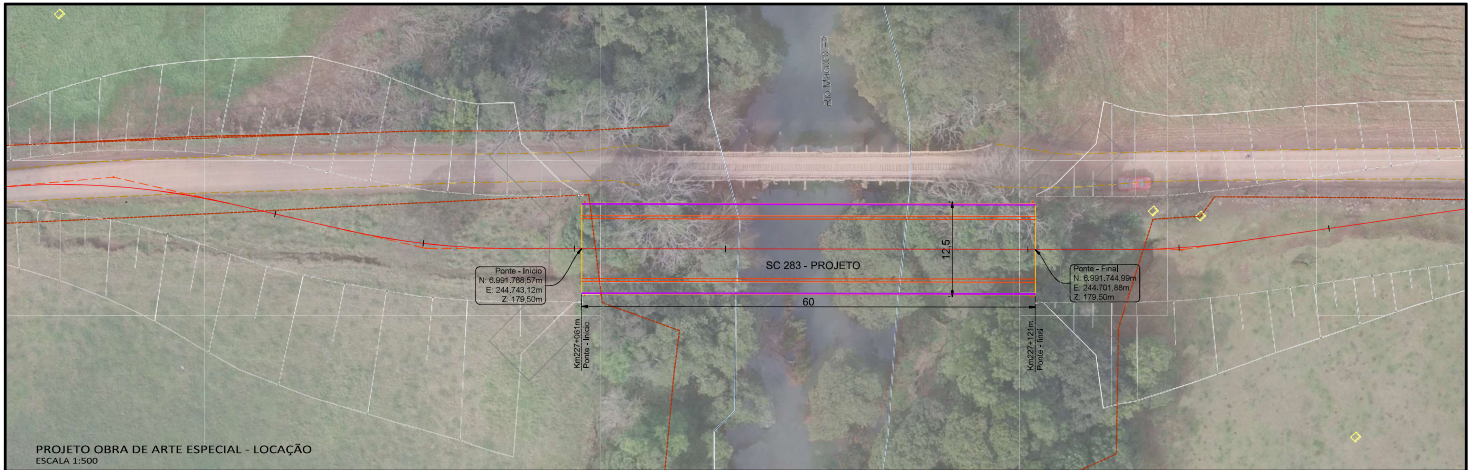 SC 283 - PROJETO
12,5
60
Ponte - Início
N: 6.991.788,57m
E: 244.743,12m
Z: 179,50m
Ponte - Final
N: 6.991.744,99m
E: 244.701,88m
Z: 179,50m
Km227+061m
Ponte - Início
Km227+121m
Ponte - final
PROJETO OBRA DE ARTE ESPECIAL - LOCAÇÃO
ESCALA 1:500